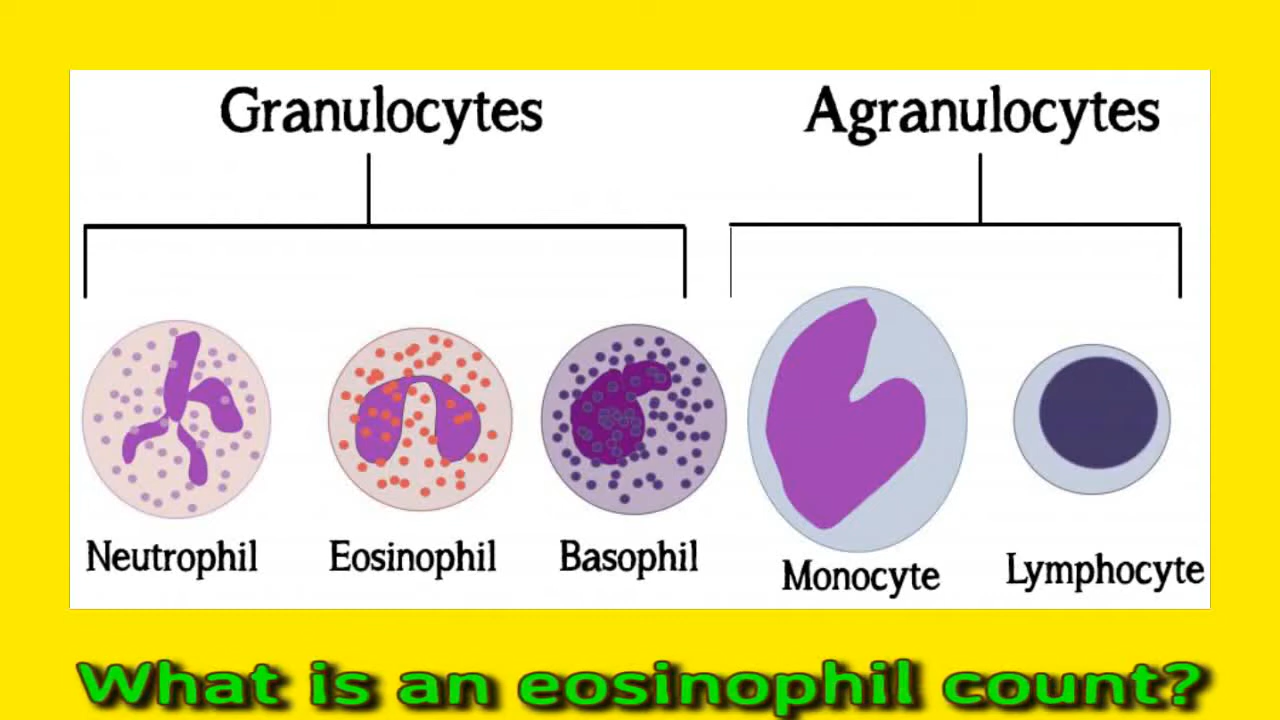 Granulocytes
Agranulocytes
Neutrophil
Eosinophil
Basophil
Monocyte
Lymphocyte
What is an eosinophil count?